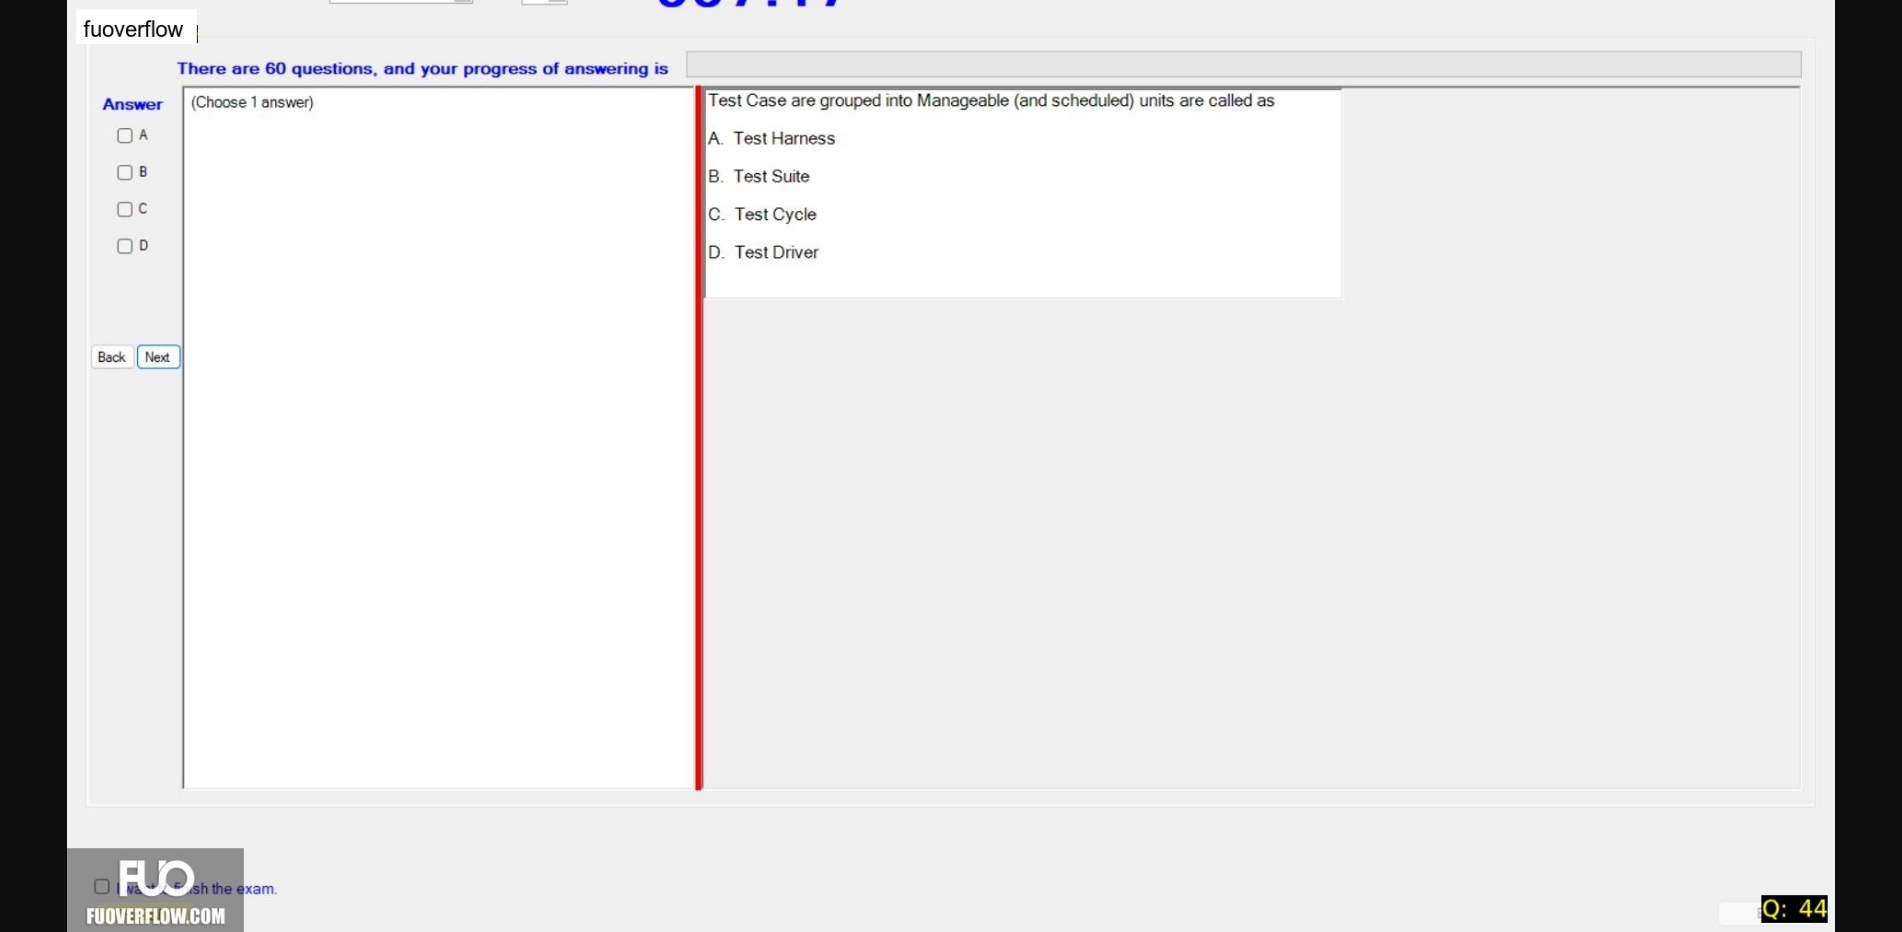 fuoverflow
There are 60 questions, and your progress of answering is
Answer
(Choose 1 answer)
A
B
C
D
Back Next
Test Case are grouped into Manageable (and scheduled) units are called as
A. Test Harness
B. Test Suite
C. Test Cycle
D. Test Driver
FUO
finish the exam.
FUOVERFLOW.COM
Q: 44